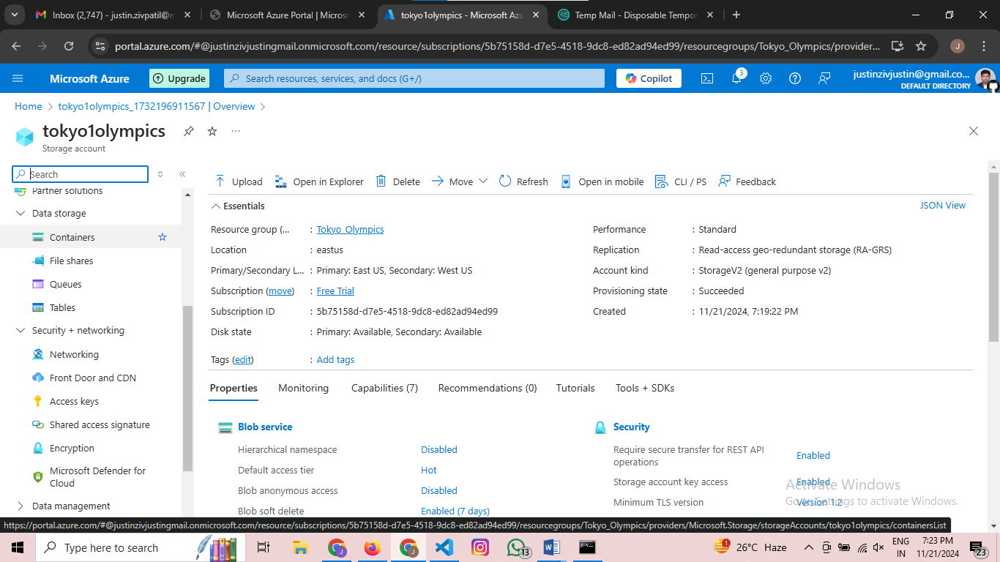 Inbox (2,747) - justin.zivpatil@m
Microsoft Azure Portal | Micros
tokyo1olympics - Microsoft Azu
Temp Mail - Disposable Tempo
portal.azure.com/#@justinzivjustingmail.onmicrosoft.com/resource/subscriptions/5b75158d-d7e5-4518-9dc8-ed82ad94ed99/resourcegroups/Tokyo_Olympics/provider...
J
Microsoft Azure
Upgrade
Search resources, services, and docs (G+/)
Copilot
3
justinzivjustin@gmail.co...
DEFAULT DIRECTORY
Home
tokyo1olympics_1732196911567 | Overview
tokyo1olympics
Storage account
Search
Upload
Open in Explorer
Delete
Move
Refresh
Open in mobile
CLI / PS
Feedback
Partner solutions
Data storage
Containers
File shares
Queues
Tables
Security + networking
Networking
Front Door and CDN
Access keys
Shared access signature
Encryption
Microsoft Defender for
Cloud
Data management
Essentials
JSON View
Resource group (... : Tokyo_Olympics
Location : eastus
Primary/Secondary L... : Primary: East US, Secondary: West US
Subscription (move) : Free Trial
Subscription ID : 5b75158d-d7e5-4518-9dc8-ed82ad94ed99
Disk state : Primary: Available, Secondary: Available
Tags (edit) : Add tags
Performance : Standard
Replication : Read-access geo-redundant storage (RA-GRS)
Account kind : StorageV2 (general purpose v2)
Provisioning state : Succeeded
Created : 11/21/2024, 7:19:22 PM
Properties
Monitoring
Capabilities (7)
Recommendations (0)
Tutorials
Tools + SDKs
Blob service
Hierarchical namespace Disabled
Default access tier Hot
Blob anonymous access Disabled
Blob soft delete Enabled (7 days)
Security
Require secure transfer for REST API
operations Enabled
Storage account key access Enabled
Minimum TLS version Version 1.2
Activate Windows
Go to Settings to activate Windows.
https://portal.azure.com/#@justinzivjustingmail.onmicrosoft.com/resource/subscriptions/5b75158d-d7e5-4518-9dc8-ed82ad94ed99/resourcegroups/Tokyo_Olympics/providers/Microsoft.Storage/storageAccounts/tokyo1olympics/containersList
Type here to search
J
J
13
1
26°C Haze
ENG
IN
7:23 PM
11/21/2024
23